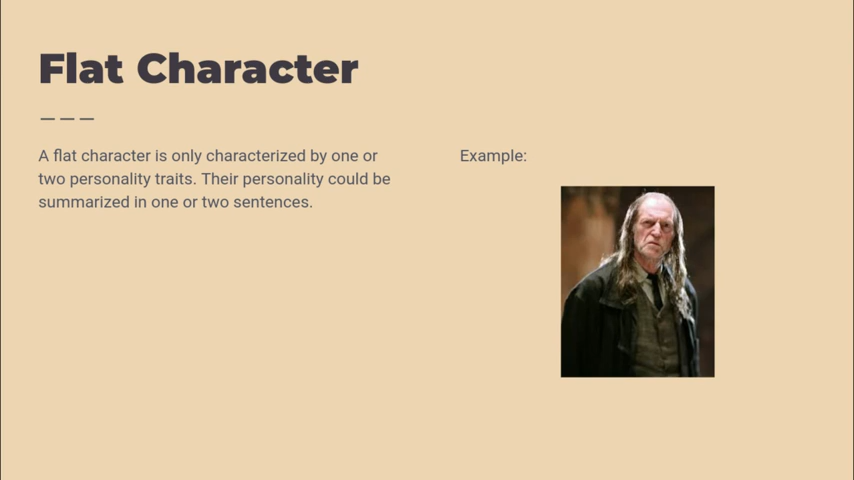 Flat Character
A flat character is only characterized by one or
two personality traits. Their personality could be
summarized in one or two sentences.
Example: